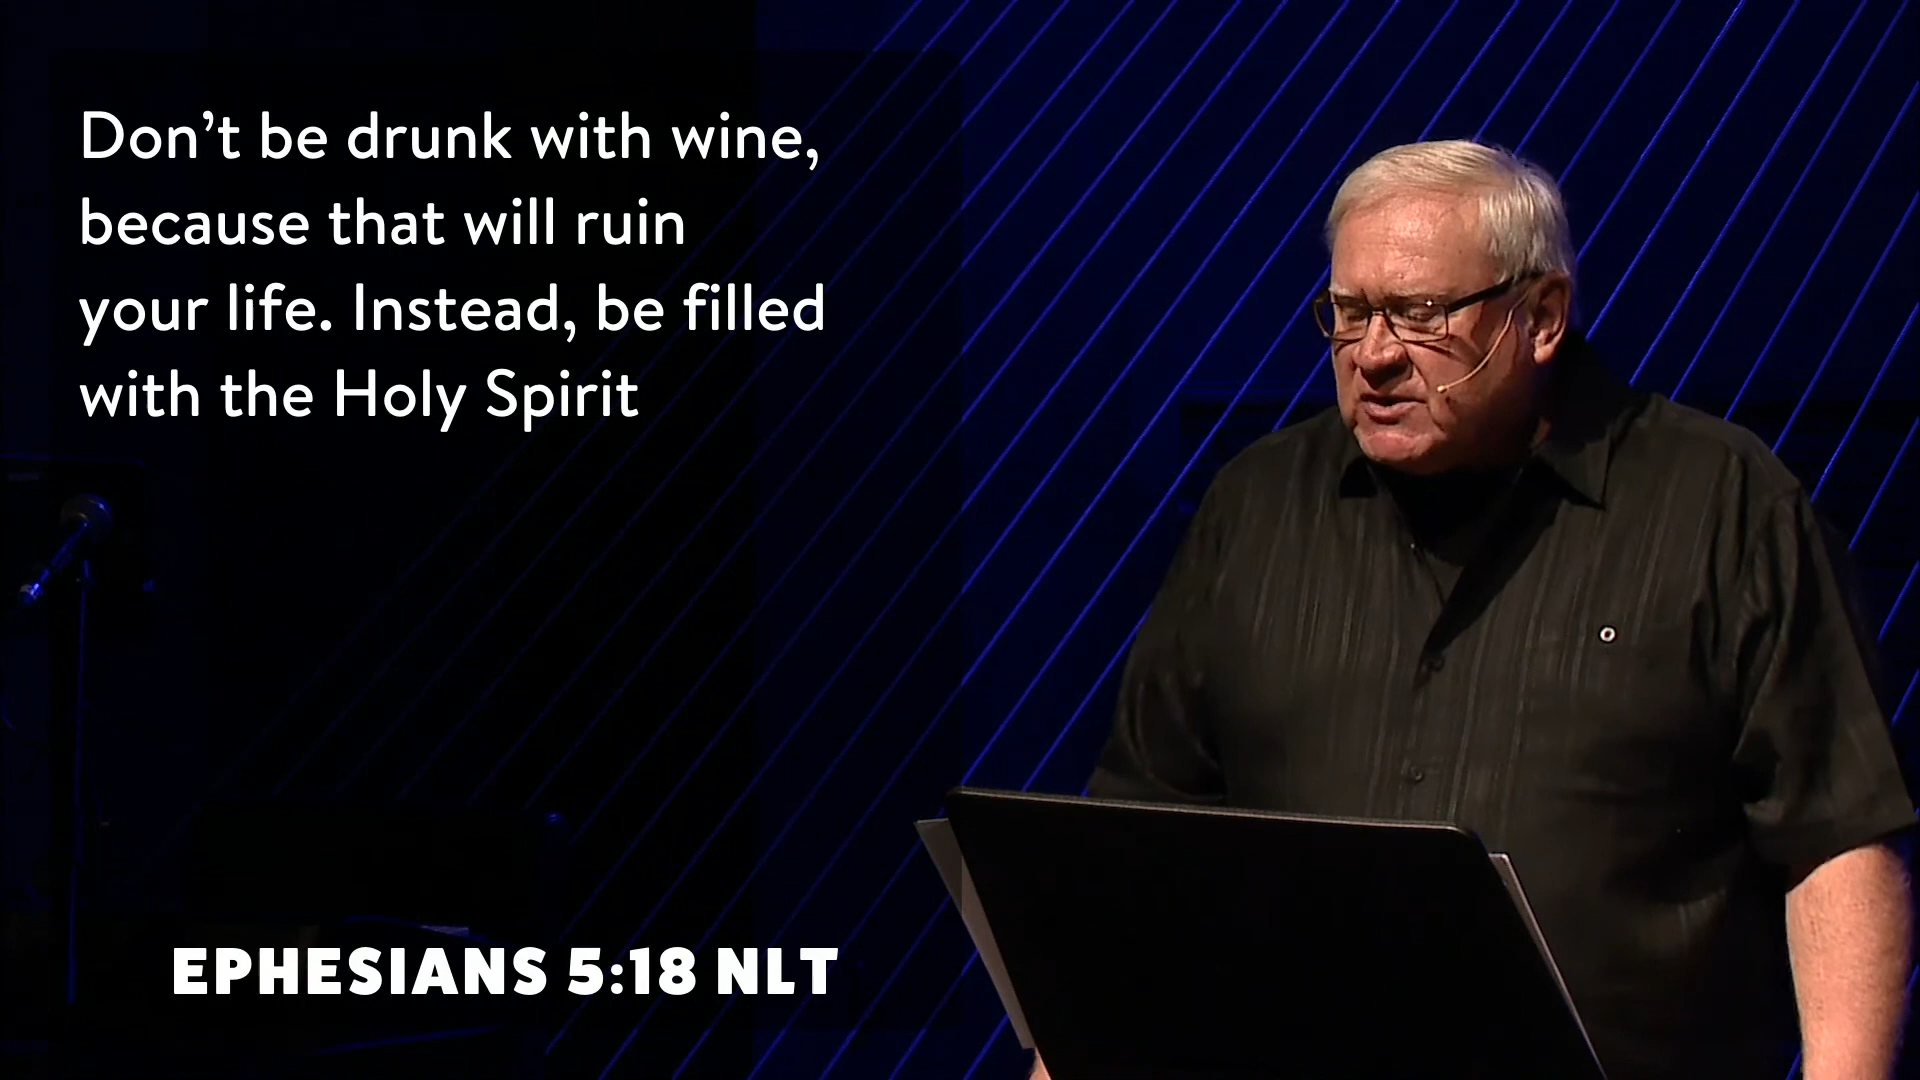 Don’t be drunk with wine,
because that will ruin
your life. Instead, be filled
with the Holy Spirit
EPHESIANS 5:18 NLT